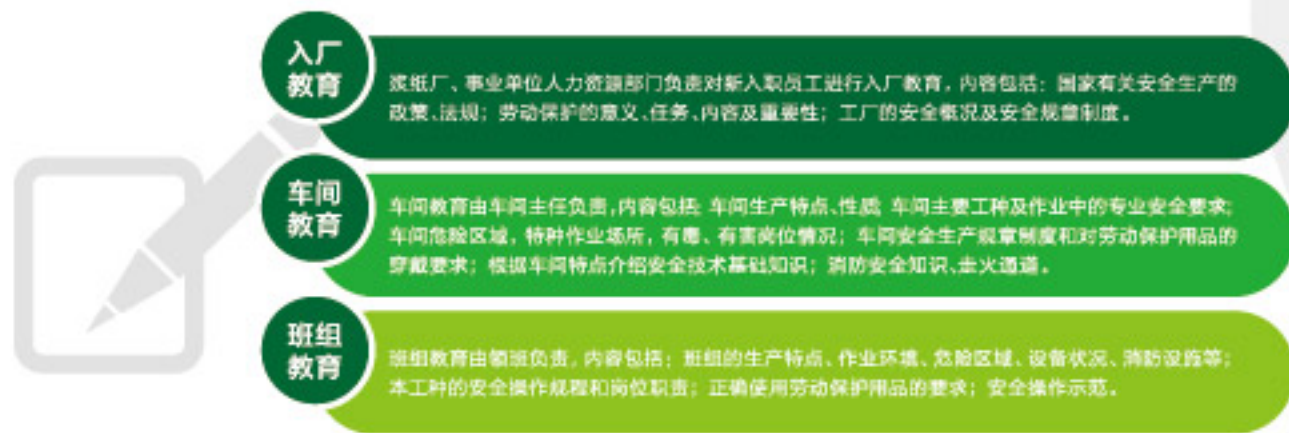 入厂
教育
浆纸厂、事业单位人力资源部门负责对新入职员工进行入厂教育，内容包括：国家有关安全生产的
政策、法规；劳动保护的意义、任务、内容及重要性；工厂的安全概况及安全规章制度。
车间
教育
车间教育由车间主任负责，内容包括：车间生产特点、性质；车间主要工种及作业中的专业安全要求；
车间危险区域，特种作业场所，有毒、有害岗位情况；车间安全生产规章制度和对劳动保护用品的
穿戴要求；根据车间特点介绍安全技术基础知识；消防安全知识、走火通道。
班组
教育
班组教育由领班负责，内容包括：班组的生产特点、作业环境、危险区域、设备状况、消防设施等；
本工种的安全操作规程和岗位职责；正确使用劳动保护用品的要求；安全操作示范。